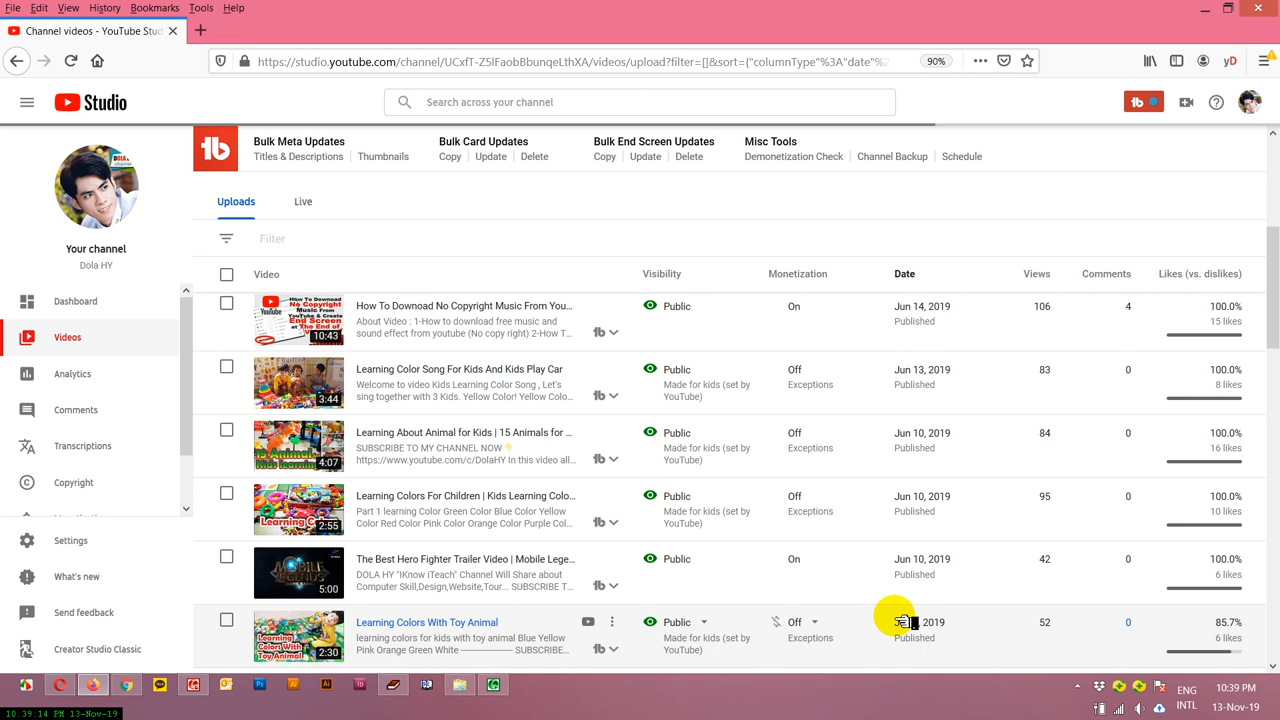 File Edit View History Bookmarks Tools Help
Channel videos - YouTube Stud
https://studio.youtube.com/channel/UCxfT-Z5lFaobBbunqeLthXA/videos/upload?filter=[]&sort={"columnType"%3A"date"%
90%
yD
Studio
Search across your channel
tb
Bulk Meta Updates Bulk Card Updates Bulk End Screen Updates Misc Tools
Titles & Descriptions Thumbnails Copy Update Delete Copy Update Delete Demonetization Check Channel Backup Schedule
DOLA
Your channel
Dola HY
Dashboard
Videos
Analytics
Comments
Transcriptions
Copyright
Settings
What's new
Send feedback
Creator Studio Classic
Uploads Live
Filter
Video Visibility Monetization Date Views Comments Likes (vs. dislikes)
How To Downoad No Copyright Music From You... Public On Jun 14, 2019 106 4 100.0%
About Video : 1-How to download free music and Published 15 likes
sound effect from youtube (No copy right) 2-How T...
10:43
Learning Color Song For Kids And Kids Play Car Public Off Jun 13, 2019 83 0 100.0%
Welcome to video Kids Learning Color Song , Let's Made for kids (set by Exceptions Published 8 likes
sing together with 3 Kids. Yellow Color! Yellow Colo... YouTube)
3:44
Learning About Animal for Kids | 15 Animals for ... Public Off Jun 10, 2019 84 0 100.0%
SUBSCRIBE TO MY CHANNEL NOW 👇 Made for kids (set by Exceptions Published 16 likes
https://www.youtube.com/c/DolaHY In this video all... YouTube)
4:07
Learning Colors For Children | Kids Learning Colo... Public Off Jun 10, 2019 95 0 100.0%
Part 1 learning Color Green Color Blue Color Made for kids (set by Exceptions Published 10 likes
Color Red Color Pink Color Orange Color Purple Col... YouTube)
2:55
The Best Hero Fighter Trailer Video | Mobile Lege... Public On Jun 10, 2019 42 0 100.0%
DOLA HY "IKnow iTeach" Channel Will Share about Published 6 likes
Computer Skill,Design,Website,Tour... SUBSCRIBE T...
5:00
Learning Colors With Toy Animal Public Off 2019 52 0 85.7%
learning colors for kids with toy animal Blue Yellow Made for kids (set by Exceptions Published 6 likes
Pink Orange Green White —————— SUBSCRIBE... YouTube)
2:30
ENG 10:39 PM
INTL 13-Nov-19
10:39:14 PM 13-Nov-19